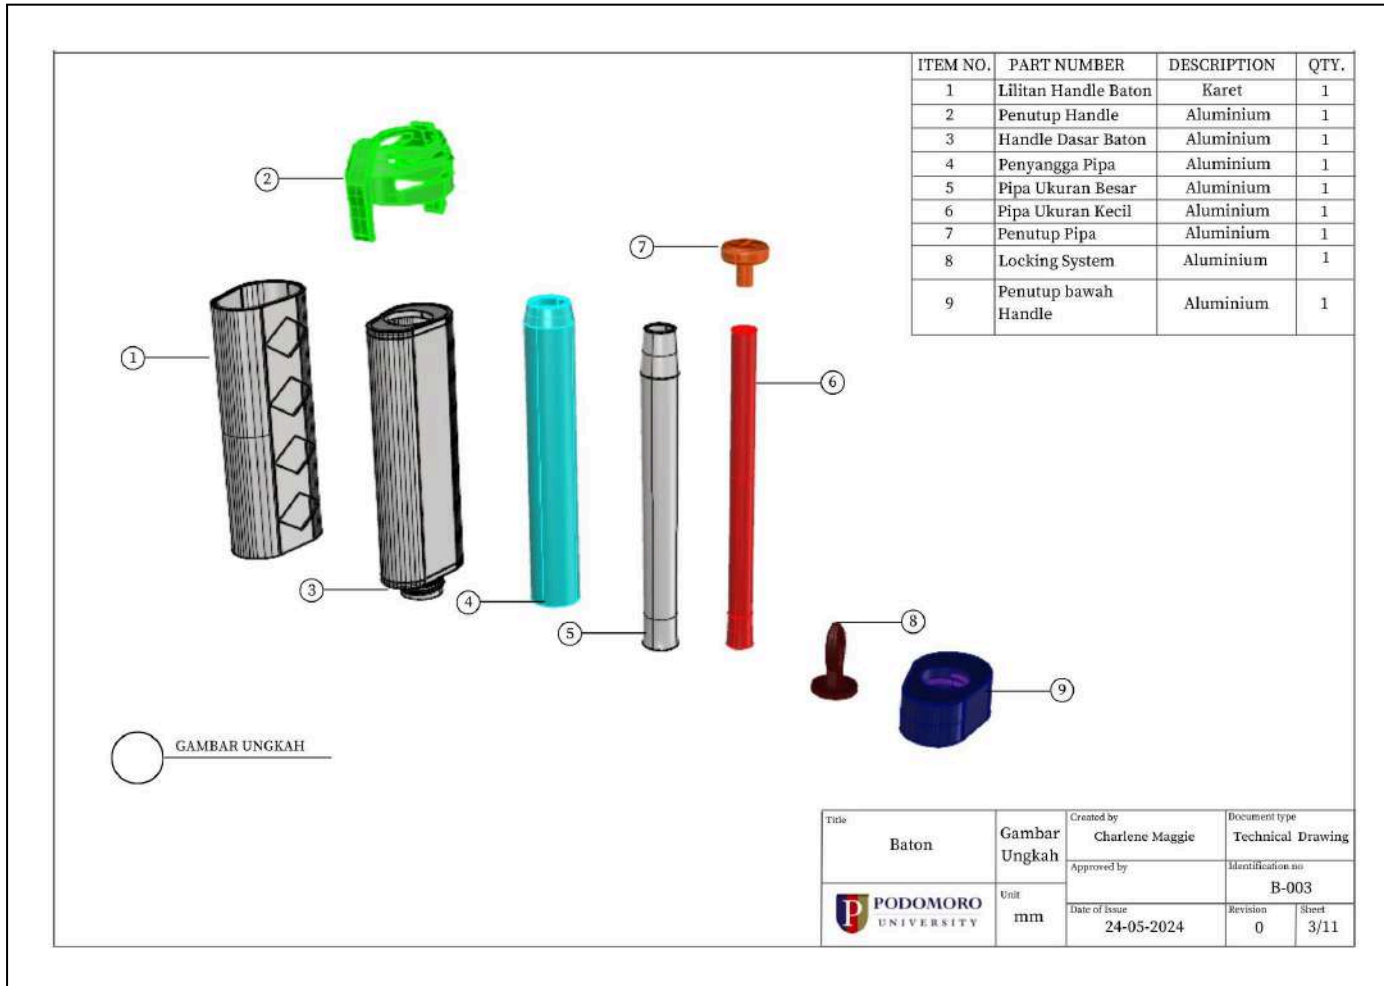 ITEM NO. PART NUMBER DESCRIPTION QTY.
1 Lilitan Handle Baton Karet 1
2 Penutup Handle Aluminium 1
3 Handle Dasar Baton Aluminium 1
4 Penyangga Pipa Aluminium 1
5 Pipa Ukuran Besar Aluminium 1
6 Pipa Ukuran Kecil Aluminium 1
7 Penutup Pipa Aluminium 1
8 Locking System Aluminium 1
9 Penutup bawah Handle Aluminium 1
2
7
1
6
3
4
5
8
9
GAMBAR UNGKAH
Title
Baton
Gambar
Ungkah
Created by
Charlene Maggie
Document type
Technical Drawing
Approved by
Identification no
B-003
PODOMORO
UNIVERSITY
Unit
mm
Date of Issue
24-05-2024
Revision
0
Sheet
3/11